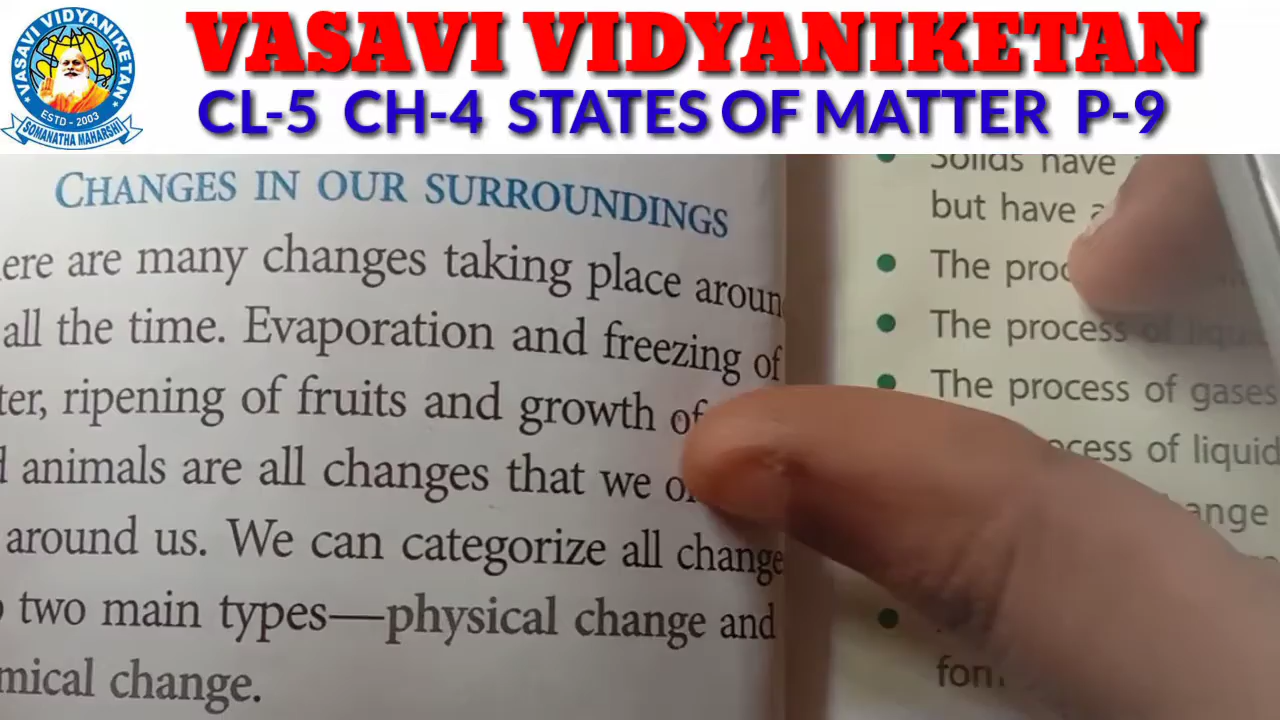 VASAVI VIDYANIKETAN
CL-5 CH-4 STATES OF MATTER P-9
VASAVI VIDYANIKETAN
ESTD - 2003
SOMANATHA MAHARSHI
CHANGES IN OUR SURROUNDINGS
ere are many changes taking place aroun
all the time. Evaporation and freezing of
ter, ripening of fruits and growth of
animals are all changes that we
around us. We can categorize all change
two main types—physical change and
mical change.
Solids have
but have
The proc
The process of liquid
The process of gases
cess of liquid
ange